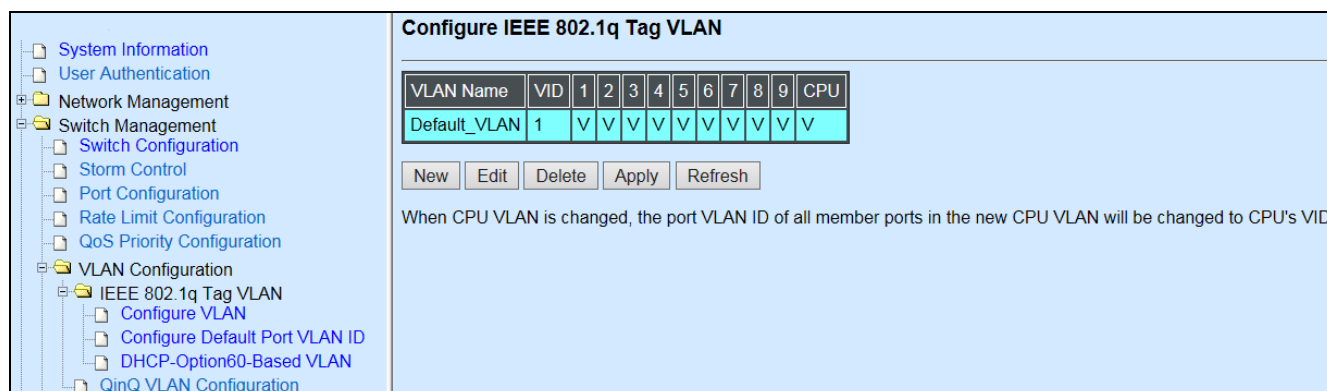 System Information
User Authentication
Network Management
Switch Management
Switch Configuration
Storm Control
Port Configuration
Rate Limit Configuration
QoS Priority Configuration
VLAN Configuration
IEEE 802.1q Tag VLAN
Configure VLAN
Configure Default Port VLAN ID
DHCP-Option60-Based VLAN
QinQ VLAN Configuration
Configure IEEE 802.1q Tag VLAN
VLAN Name VID 1 2 3 4 5 6 7 8 9 CPU
Default_VLAN 1 V V V V V V V V V V
New Edit Delete Apply Refresh
When CPU VLAN is changed, the port VLAN ID of all member ports in the new CPU VLAN will be changed to CPU's VID